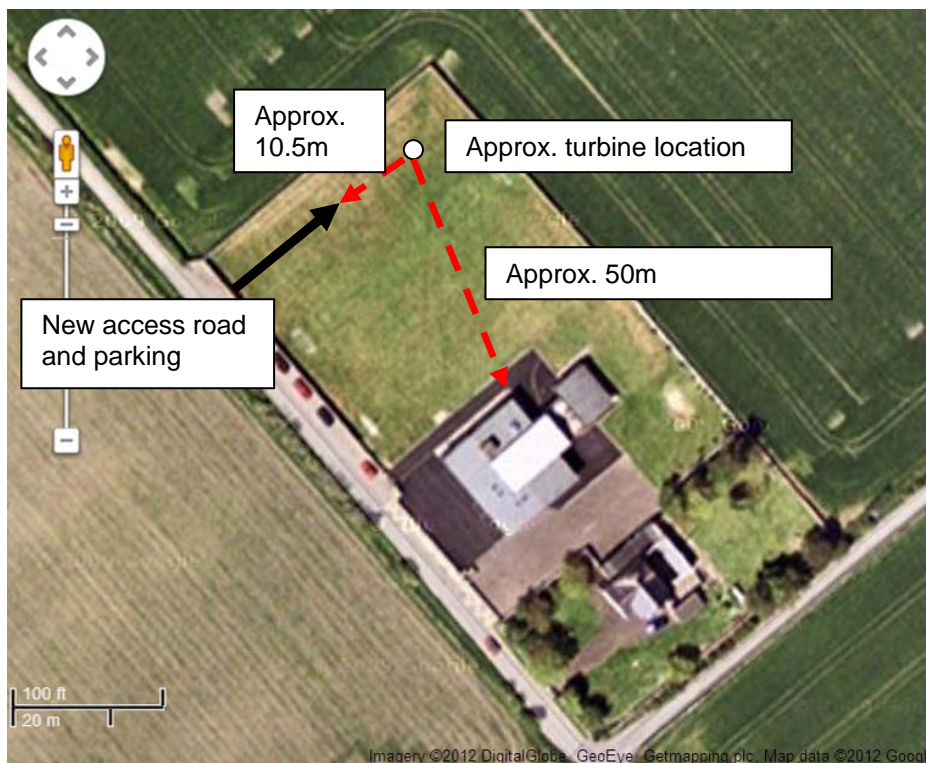 Approx.
10.5m
Approx. turbine location
Approx. 50m
New access road
and parking
100 ft
20 m
Imagery ©2012 DigitalGlobe, GeoEye, Getmapping plc, Map data ©2012 Googl